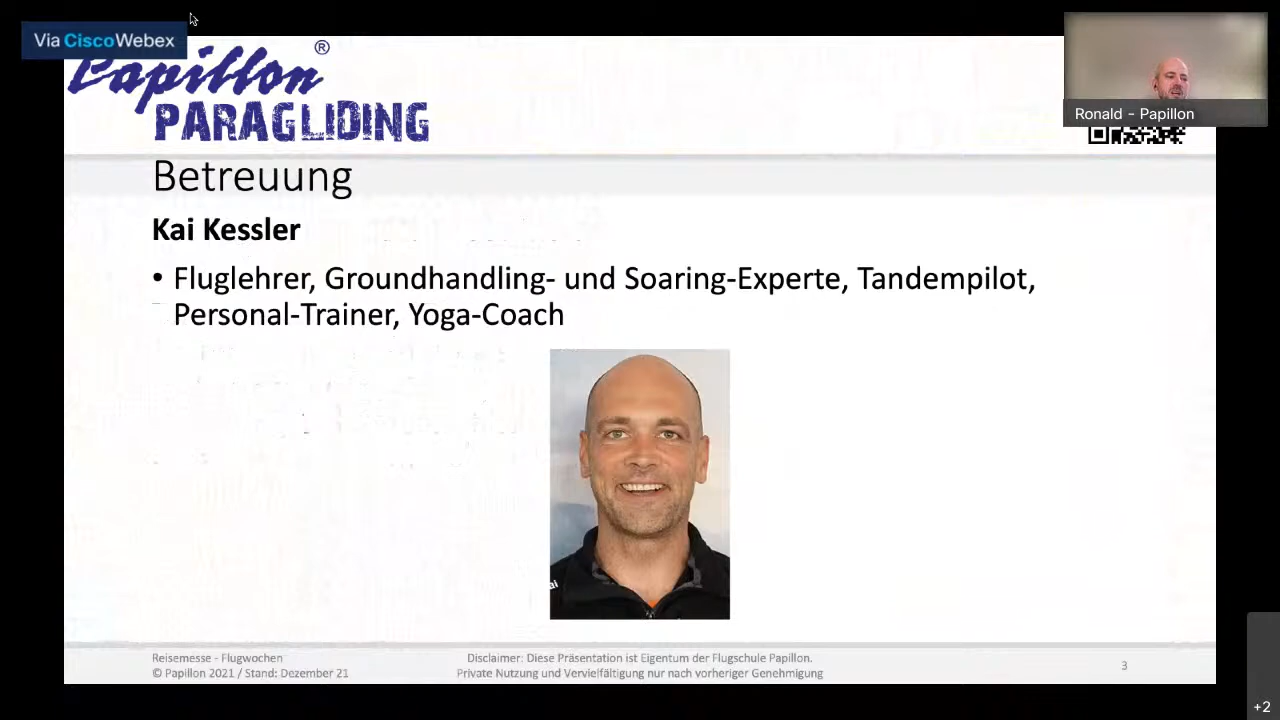 Via CiscoWebex
Papillon®
PARAGLIDING
Ronald - Papillon
Betreuung
Kai Kessler
• Fluglehrer, Groundhandling- und Soaring-Experte, Tandempilot,
Personal-Trainer, Yoga-Coach
ai
Reisemesse - Flugwochen
© Papillon 2021 / Stand: Dezember 21
Disclaimer: Diese Präsentation ist Eigentum der Flugschule Papillon.
Private Nutzung und Vervielfältigung nur nach vorheriger Genehmigung
3
+2